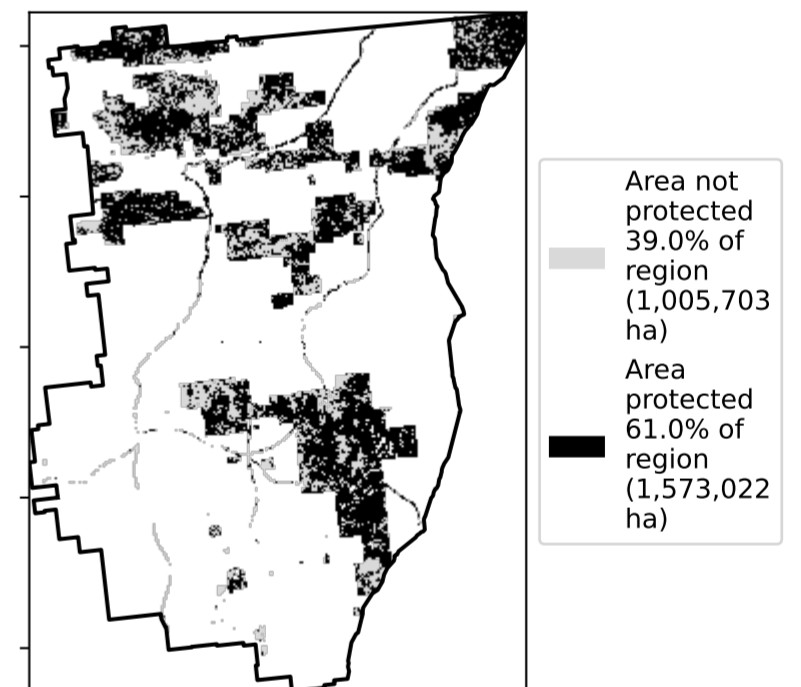 Area not
protected
39.0% of
region
(1,005,703
ha)
Area
protected
61.0% of
region
(1,573,022
ha)